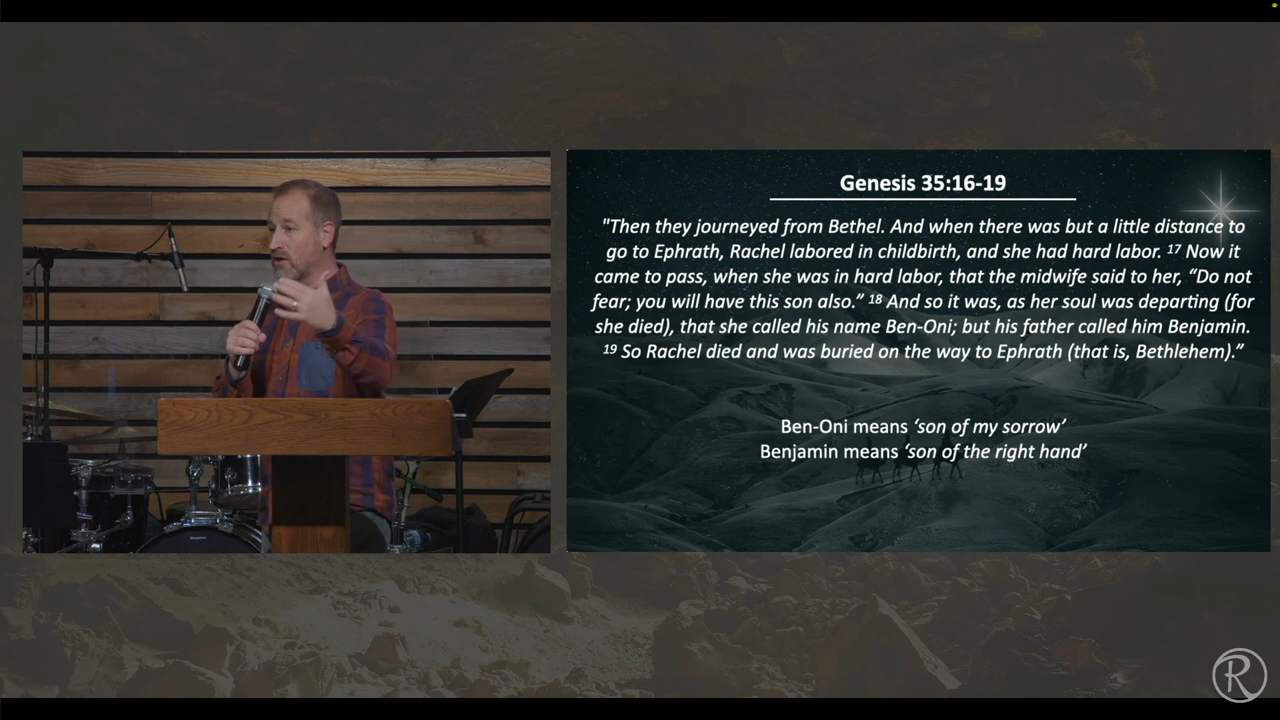 Genesis 35:16-19
"Then they journeyed from Bethel. And when there was but a little distance to
go to Ephrath, Rachel labored in childbirth, and she had hard labor. 17 Now it
came to pass, when she was in hard labor, that the midwife said to her, “Do not
fear; you will have this son also.” 18 And so it was, as her soul was departing (for
she died), that she called his name Ben-Oni; but his father called him Benjamin.
19 So Rachel died and was buried on the way to Ephrath (that is, Bethlehem).”
Ben-Oni means ‘son of my sorrow’
Benjamin means ‘son of the right hand’
R